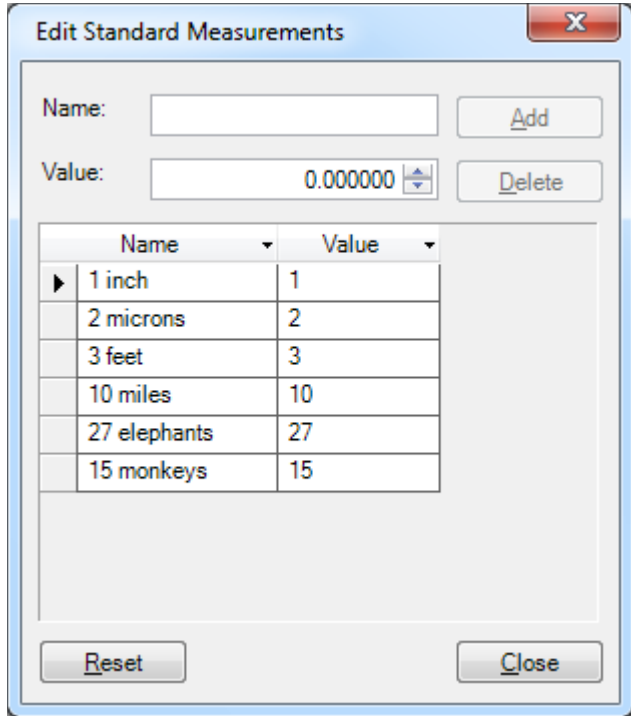 Edit Standard Measurements
Name: Add
Value: 0.000000 Delete
Name Value
1 inch 1
2 microns 2
3 feet 3
10 miles 10
27 elephants 27
15 monkeys 15
Reset Close